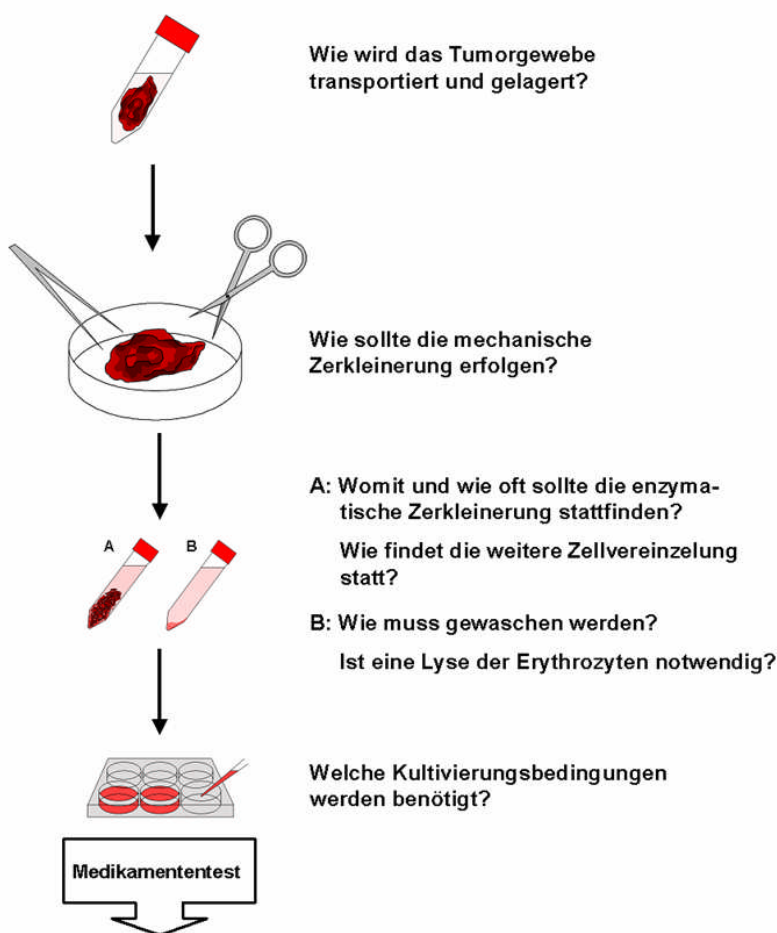 Wie wird das Tumorgewebe
transportiert und gelagert?
Wie sollte die mechanische
Zerkleinerung erfolgen?
A
B
A: Womit und wie oft sollte die enzyma-
tische Zerkleinerung stattfinden?
Wie findet die weitere Zellvereinzelung
statt?
B: Wie muss gewaschen werden?
Ist eine Lyse der Erythrozyten notwendig?
Welche Kultivierungsbedingungen
werden benötigt?
Medikamententest